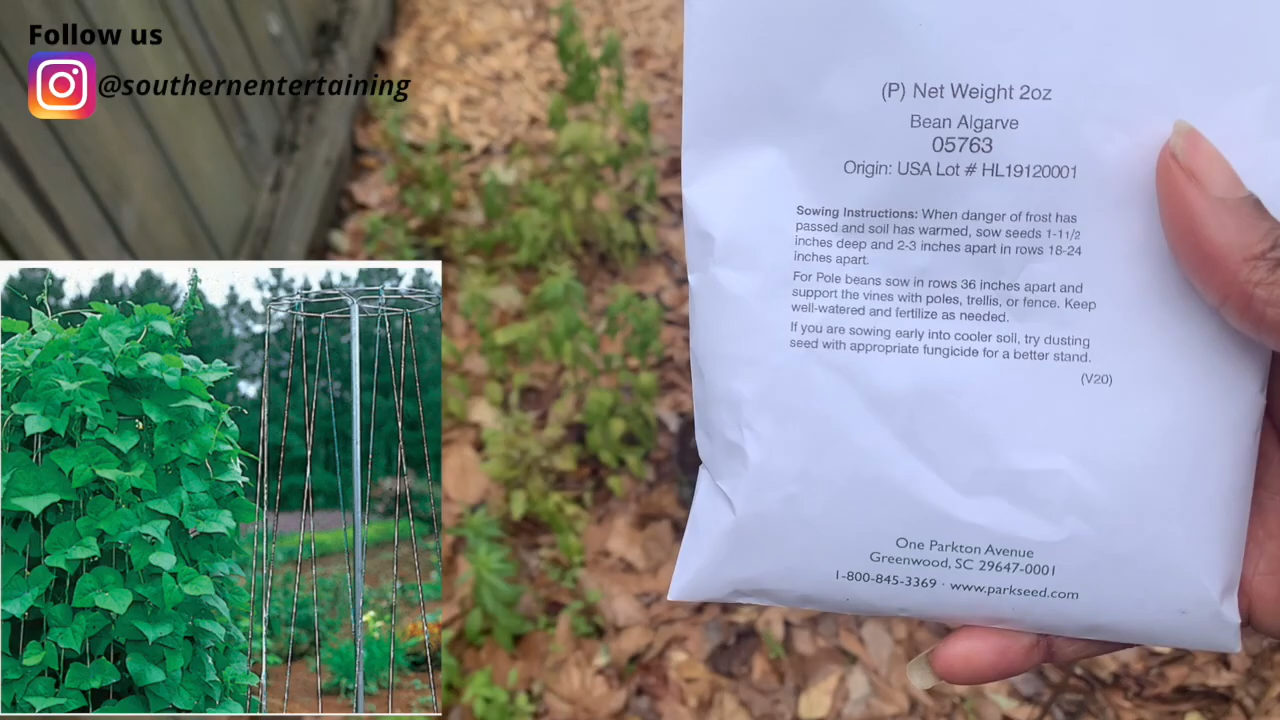 Follow us
@southernentertaining
(P) Net Weight 2oz
Bean Algarve
05763
Origin: USA Lot # HL19120001
Sowing Instructions: When danger of frost has
passed and soil has warmed, sow seeds 1-11/2
inches deep and 2-3 inches apart in rows 18-24
inches apart.
For Pole beans sow in rows 36 inches apart and
support the vines with poles, trellis, or fence. Keep
well-watered and fertilize as needed.
If you are sowing early into cooler soil, try dusting
seed with appropriate fungicide for a better stand.
(V20)
One Parkton Avenue
Greenwood, SC 29647-0001
1-800-845-3369 · www.parkseed.com